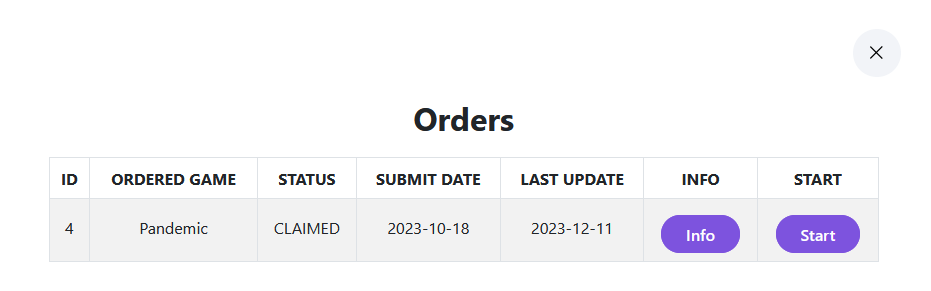 Orders
ID ORDERED GAME STATUS SUBMIT DATE LAST UPDATE INFO START
4 Pandemic CLAIMED 2023-10-18 2023-12-11 Info Start